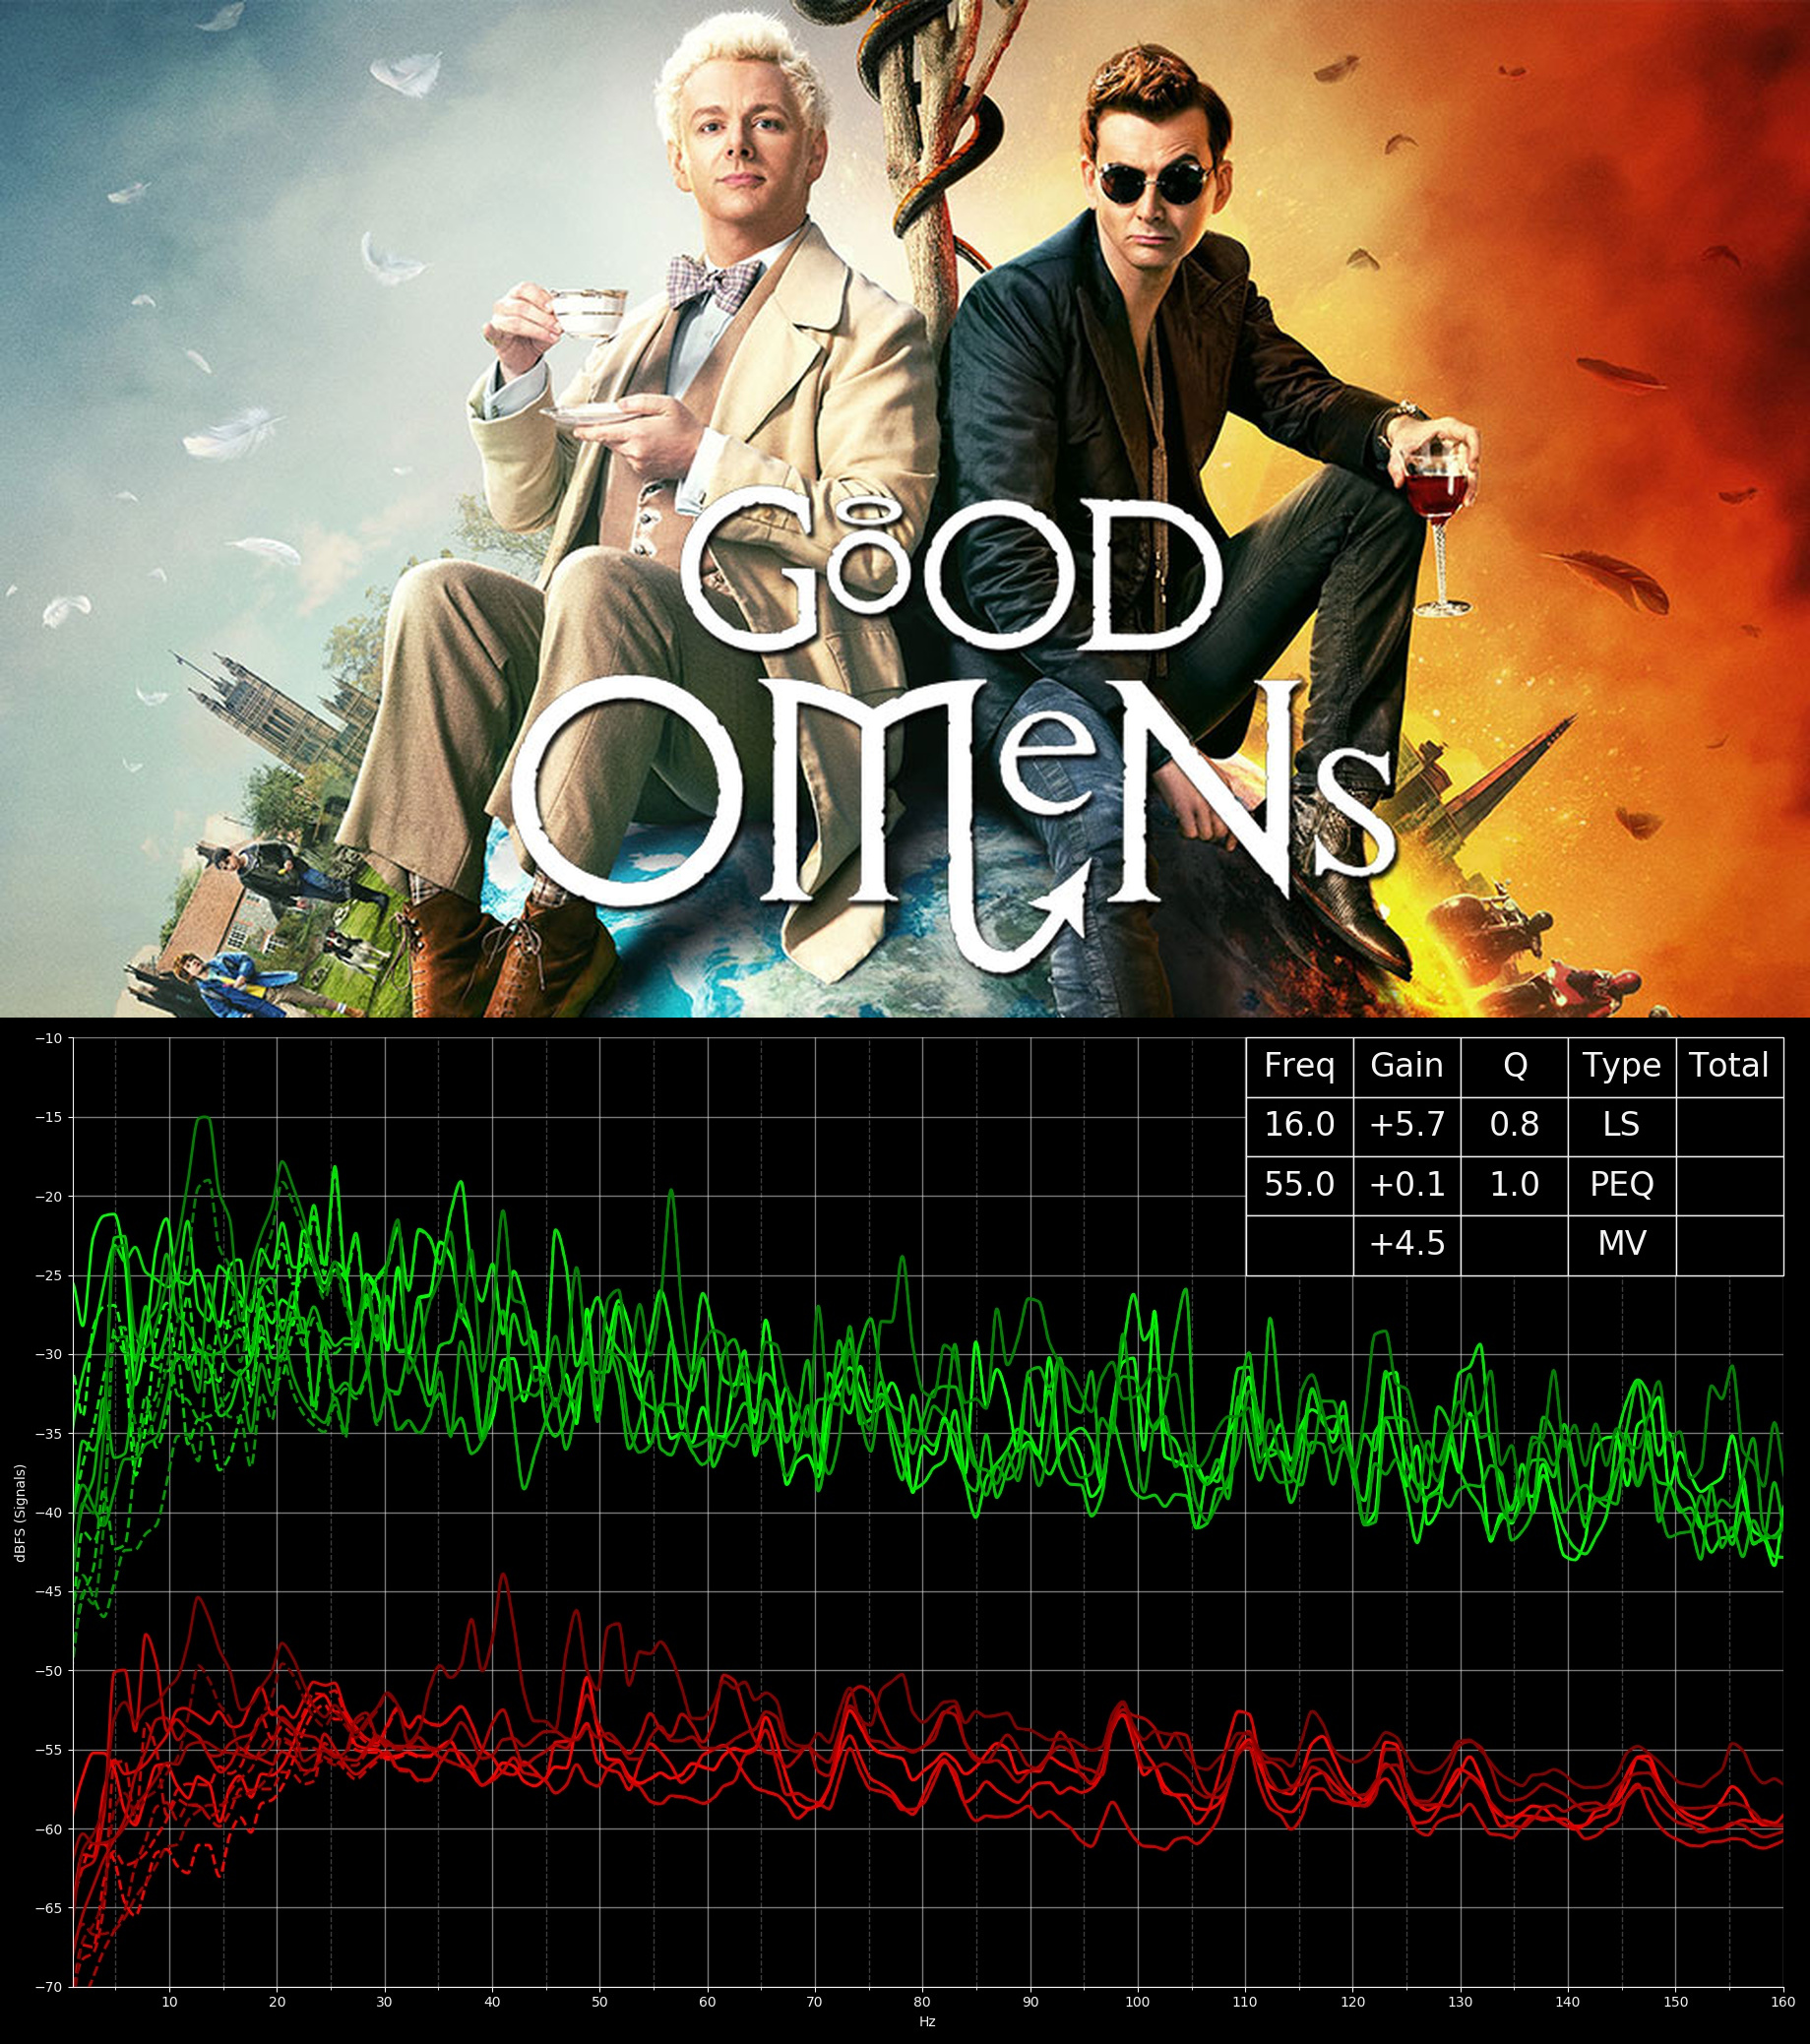 GOOD
OMeNs
Freq Gain Q Type Total
16.0 +5.7 0.8 LS
55.0 +0.1 1.0 PEQ
+4.5 MV
−10
−15
−20
−25
−30
−35
−40
−45
−50
−55
−60
−65
−70
dBFS (Signals)
10 20 30 40 50 60 70 80 90 100 110 120 130 140 150 160
Hz